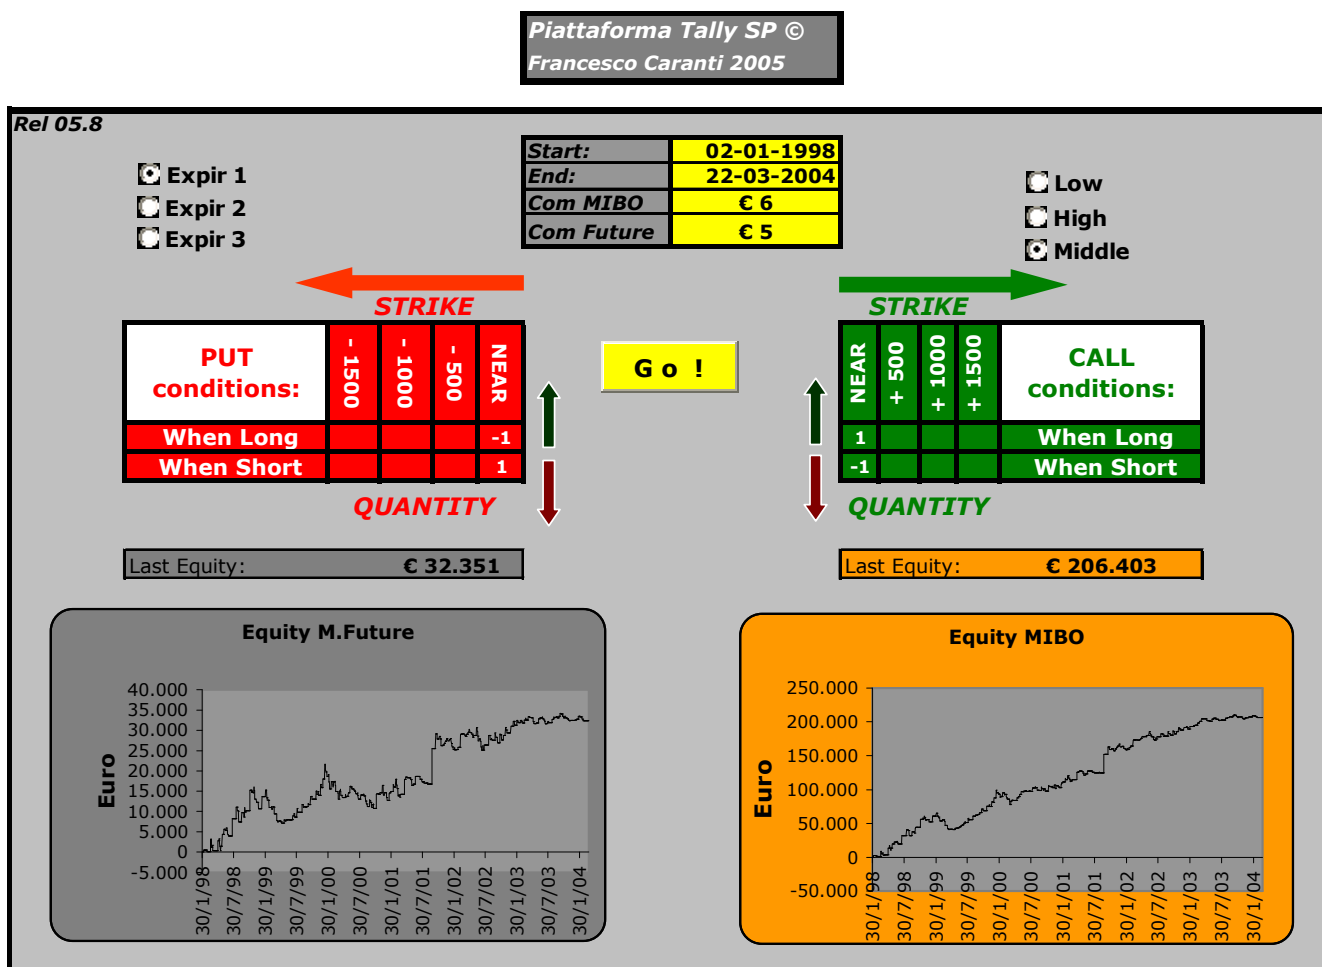 Piattaforma Tally SP ©
Francesco Caranti 2005
Rel 05.8
Expir 1
Expir 2
Expir 3
Start: 02-01-1998
End: 22-03-2004
Com MIBO € 6
Com Future € 5
Low
High
Middle
STRIKE
PUT conditions: - 1500 - 1000 - 500 NEAR
When Long -1
When Short 1
QUANTITY
Go !
STRIKE
NEAR + 500 + 1000 + 1500 CALL conditions:
1 When Long
-1 When Short
QUANTITY
Last Equity: € 32.351
Last Equity: € 206.403
Equity M.Future
40.000
35.000
30.000
25.000
20.000
15.000
10.000
5.000
0
-5.000
Euro
30/1/98 30/7/98 30/1/99 30/7/99 30/1/00 30/7/00 30/1/01 30/7/01 30/1/02 30/7/02 30/1/03 30/7/03 30/1/04
Equity MIBO
250.000
200.000
150.000
100.000
50.000
0
-50.000
Euro
30/1/98 30/7/98 30/1/99 30/7/99 30/1/00 30/7/00 30/1/01 30/7/01 30/1/02 30/7/02 30/1/03 30/7/03 30/1/04